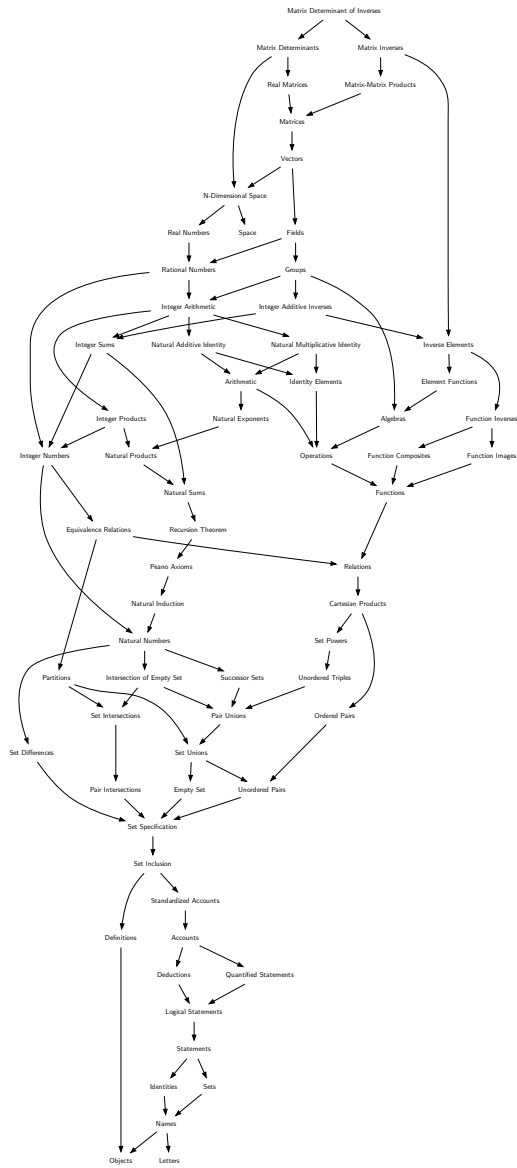 Matrix Determinant of Inverses
Matrix Determinants
Matrix Inverses
Real Matrices
Matrix-Matrix Products
Matrices
Vectors
N-Dimensional Space
Real Numbers
Space
Fields
Rational Numbers
Groups
Integer Arithmetic
Integer Additive Inverses
Integer Sums
Natural Additive Identity
Natural Multiplicative Identity
Inverse Elements
Arithmetic
Identity Elements
Element Functions
Integer Products
Natural Exponents
Algebras
Function Inverses
Integer Numbers
Natural Products
Operations
Function Composites
Function Images
Natural Sums
Functions
Equivalence Relations
Recursion Theorem
Peano Axioms
Relations
Natural Induction
Cartesian Products
Natural Numbers
Set Powers
Partitions
Intersection of Empty Set
Successor Sets
Unordered Triples
Set Intersections
Pair Unions
Ordered Pairs
Set Differences
Set Unions
Pair Intersections
Empty Set
Unordered Pairs
Set Specification
Set Inclusion
Standardized Accounts
Definitions
Accounts
Deductions
Quantified Statements
Logical Statements
Statements
Identities
Sets
Names
Objects
Letters